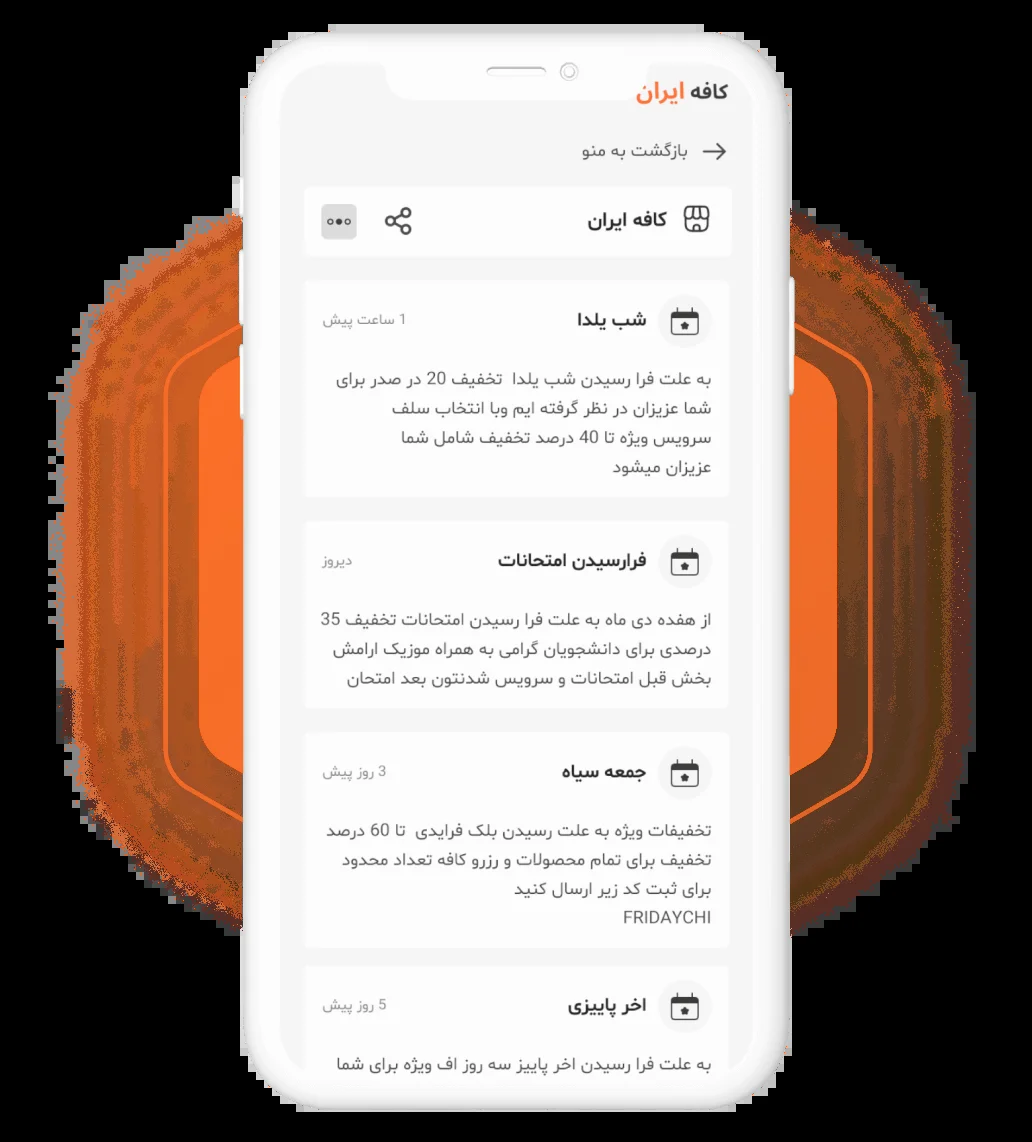 کافه ایران
بازگشت به منو
کافه ایران
شب یلدا
1 ساعت پیش
به علت فرا رسیدن شب یلدا تخفیف 20 در صدر برای
شما عزیزان در نظر گرفته ایم وبا انتخاب سلف
سرویس ویژه تا 40 درصد تخفیف شامل شما
عزیزان میشود
فرارسیدن امتحانات
دیروز
از هفده دی ماه به علت فرا رسیدن امتحانات تخفیف 35
درصدی برای دانشجویان گرامی به همراه موزیک ارامش
بخش قبل امتحانات و سرویس شدنتون بعد امتحان
جمعه سیاه
3 روز پیش
تخفیفات ویژه به علت رسیدن بلک فرایدی تا 60 درصد
تخفیف برای تمام محصولات و رزرو کافه تعداد محدود
برای ثبت کد زیر ارسال کنید
FRIDAYCHI
اخر پاییزی
5 روز پیش
به علت فرا رسیدن اخر پاییز سه روز اف ویژه برای شما